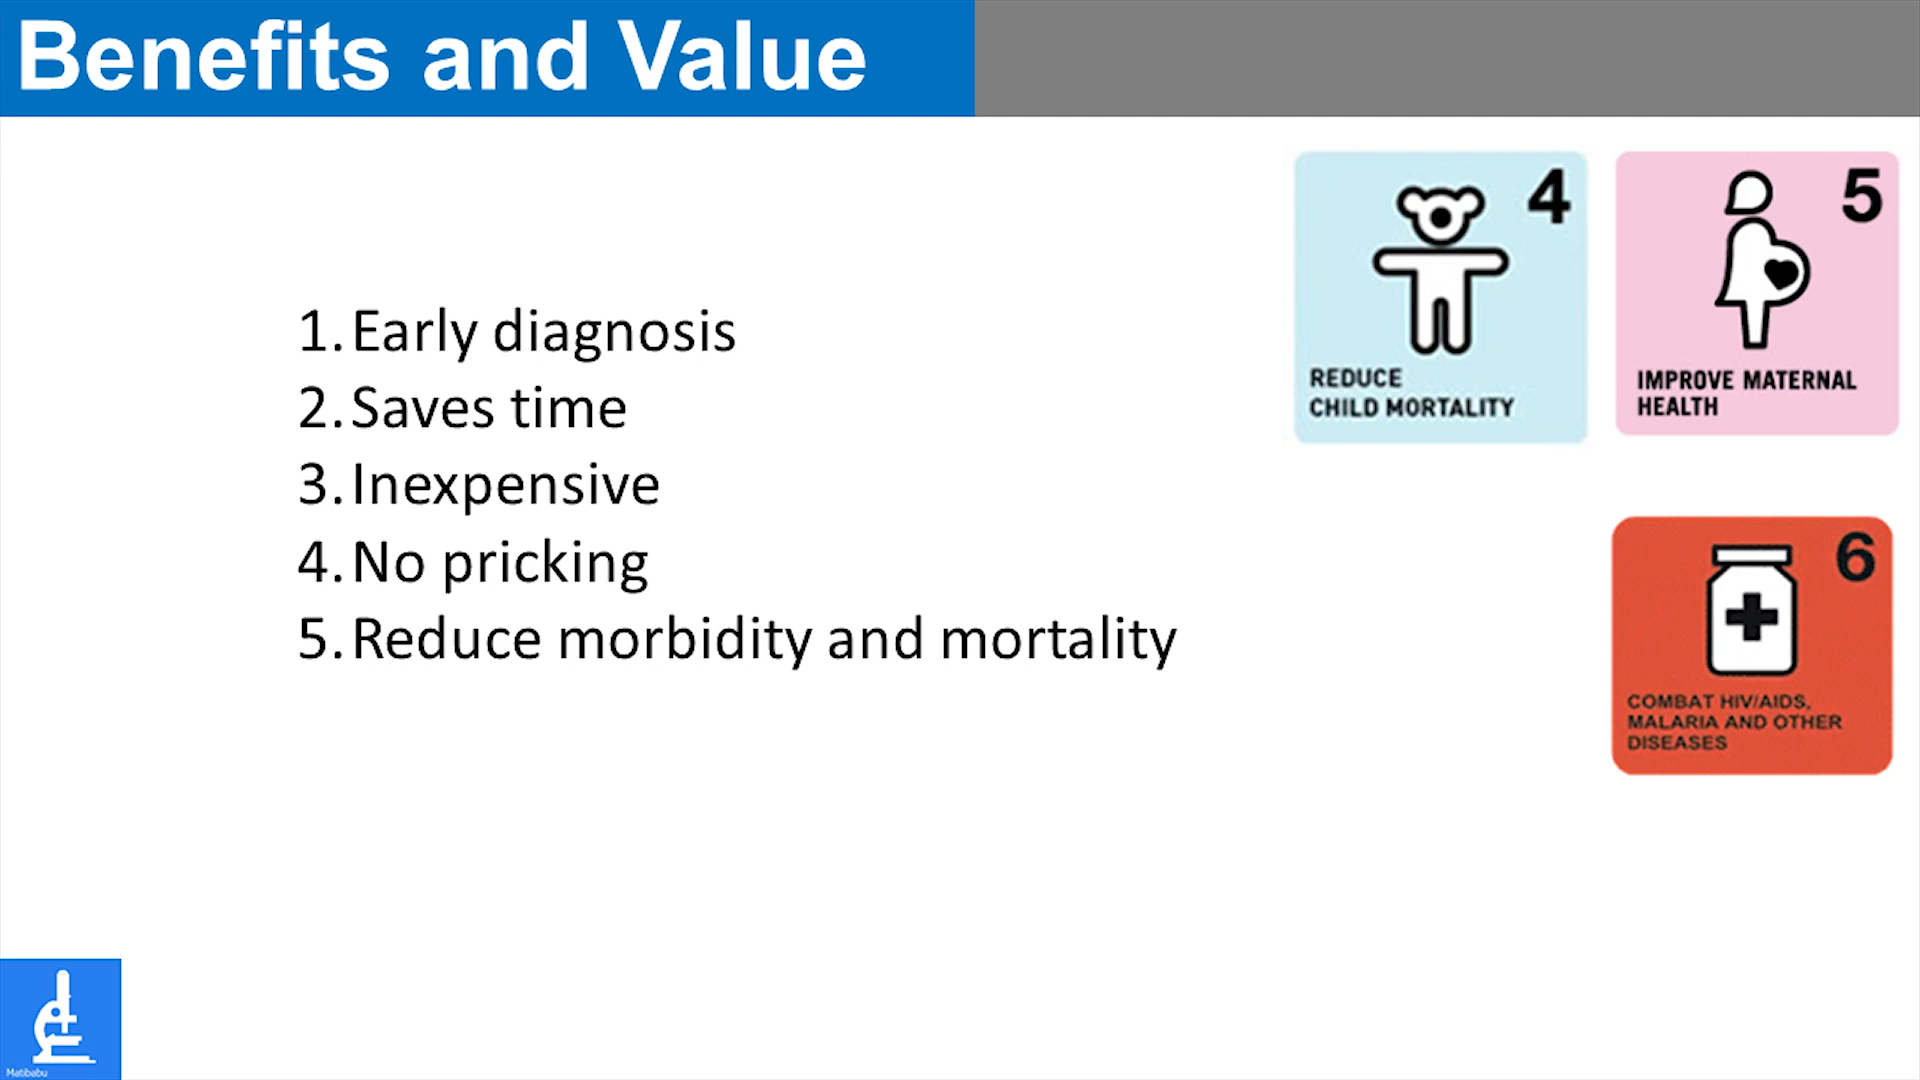 Benefits and Value
1. Early diagnosis
2. Saves time
3. Inexpensive
4. No pricking
5. Reduce morbidity and mortality
4
REDUCE
CHILD MORTALITY
5
IMPROVE MATERNAL
HEALTH
6
COMBAT HIV/AIDS,
MALARIA AND OTHER
DISEASES
Matibabu